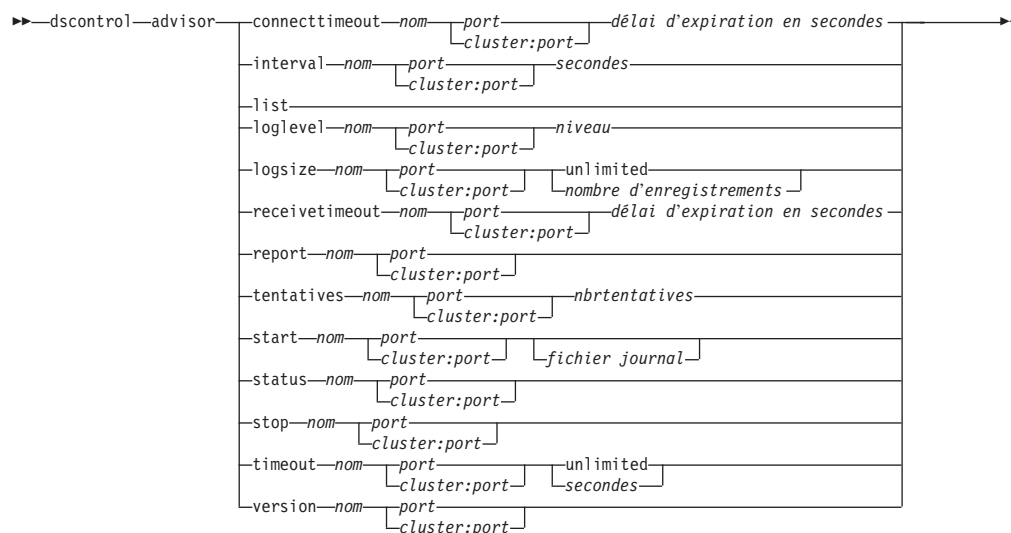 dscontrol advisor connecttimeout nom port délai d'expiration en secondes
cluster:port
interval nom port secondes
cluster:port
list
loglevel nom port niveau
cluster:port
logsize nom port unlimited
cluster:port nombre d'enregistrements
receivetimeout nom port délai d'expiration en secondes
cluster:port
report nom port
cluster:port
tentatives nom port nbrtentatives
cluster:port
start nom port
cluster:port fichier journal
status nom port
cluster:port
stop nom port
cluster:port
timeout nom port unlimited
cluster:port secondes
version nom port
cluster:port